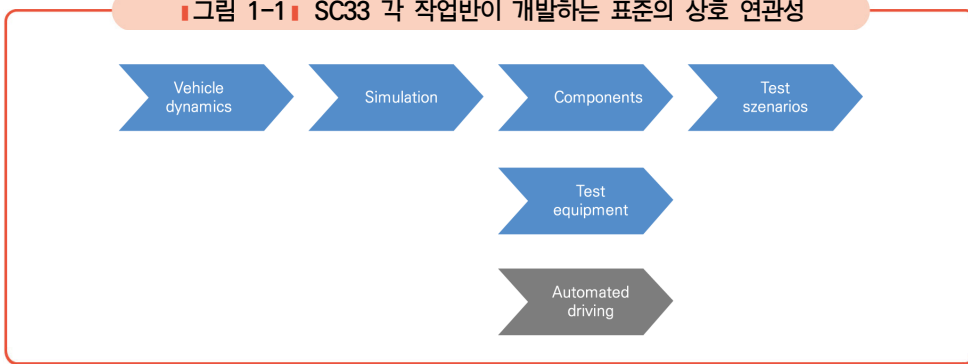 그림 1-1 SC33 각 작업반이 개발하는 표준의 상호 연관성
Vehicle
dynamics
Simulation
Components
Test
szenarios
Test
equipment
Automated
driving